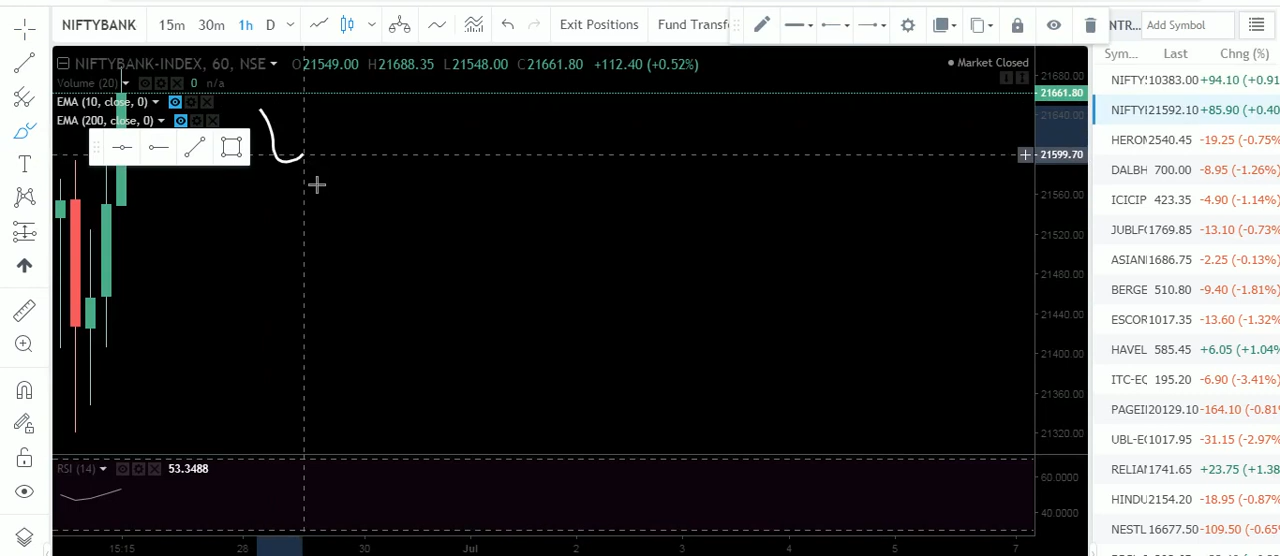 NIFTYBANK 15m 30m 1h D Exit Positions Fund Transf NTR... Add Symbol
Sym... Last Chng (%)
NIFTYBANK-INDEX, 60, NSE O21549.00 H21688.35 L21548.00 C21661.80 +112.40 (+0.52%) Market Closed
Volume (20) 0 n/a
EMA (10, close, 0)
EMA (200, close, 0)
T
21660.00
21661.80
21640.00
21599.70
21560.00
21520.00
21480.00
21440.00
21400.00
21360.00
21320.00
RSI (14) 53.3488
60.0000
40.0000
15:15 28 30 Jul 2 3 4 5 6 7
NIFTY 10383.00 +94.10 (+0.91
NIFTY 21592.10 +85.90 (+0.40
HERON 2540.45 -19.25 (-0.75%
DALBH 700.00 -8.95 (-1.26%)
ICICIP 423.35 -4.90 (-1.14%)
JUBLF 1769.85 -13.10 (-0.73%
ASIAN 1686.75 -2.25 (-0.13%)
BERGE 510.80 -9.40 (-1.81%)
ESCOR 1017.35 -13.60 (-1.32%
HAVEL 585.45 +6.05 (+1.04%
ITC-EC 195.20 -6.90 (-3.41%)
PAGEI 20129.10 -164.10 (-0.81
UBL-E 1017.95 -31.15 (-2.97%
RELIAN 1741.65 +23.75 (+1.38
HINDU 2154.20 -18.95 (-0.87%
NESTL 16677.50 -109.50 (-0.65